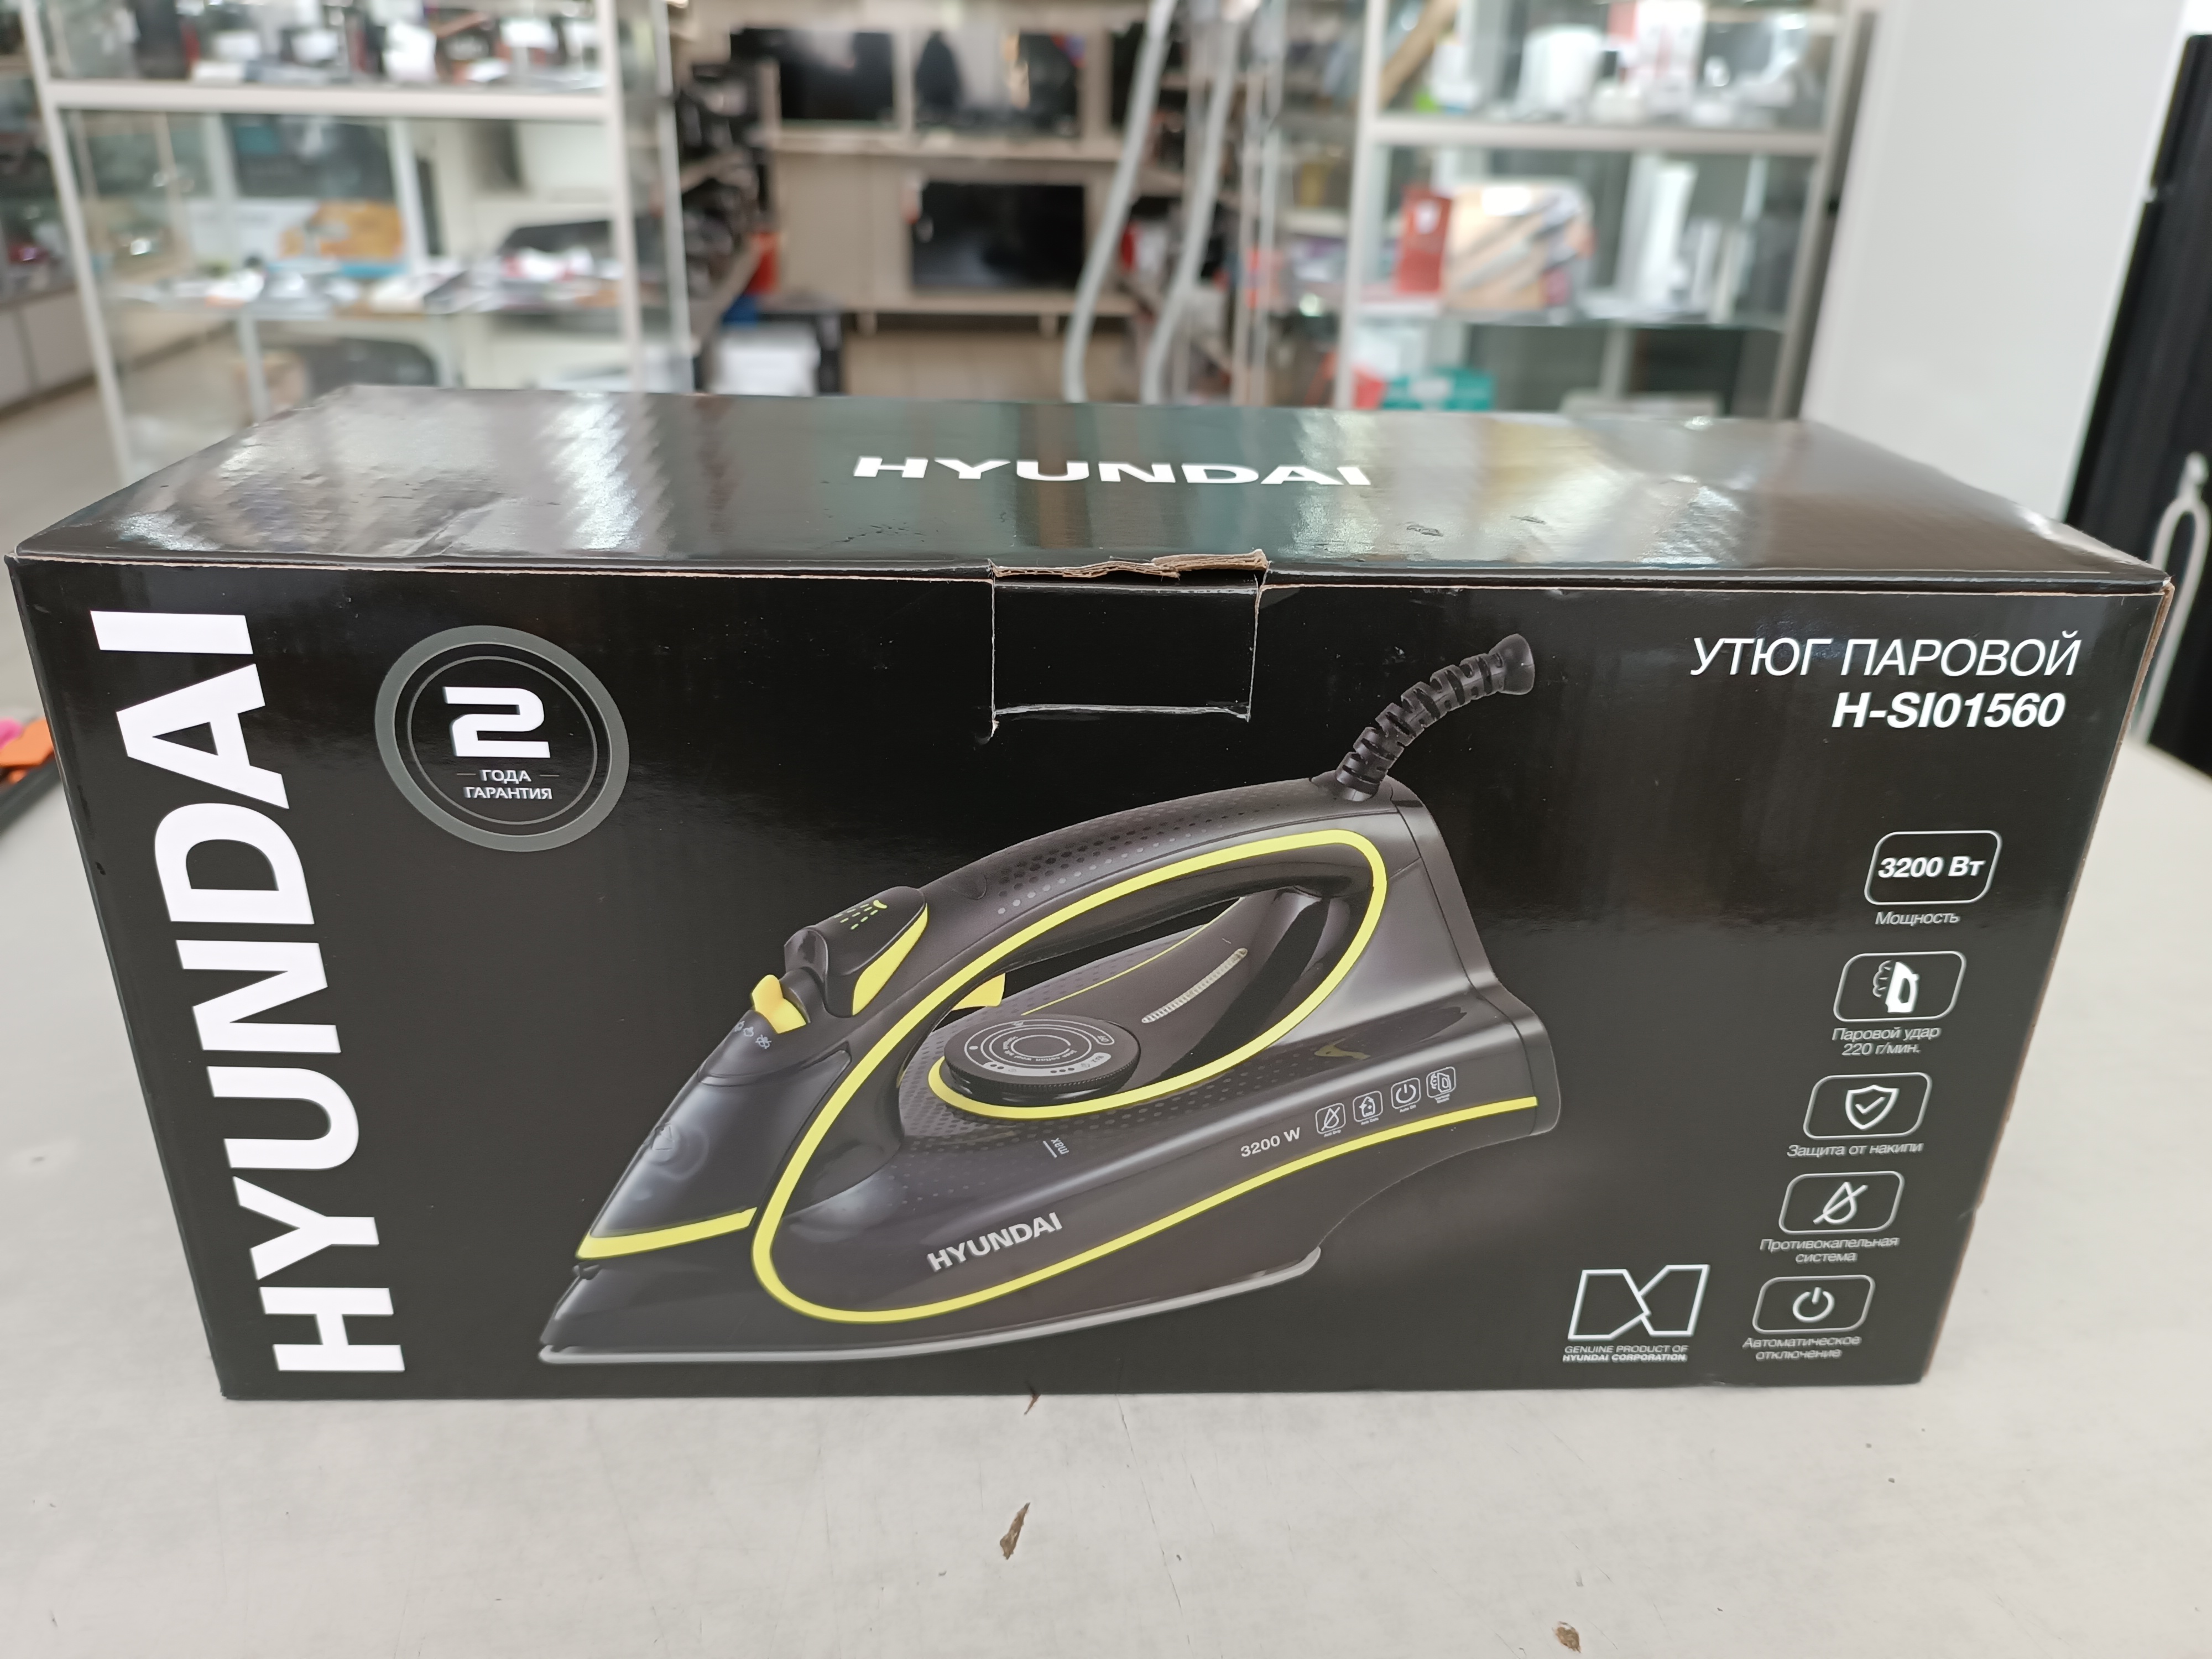 HYUNDAI
HYUNDAI
2
ГОДА
ГАРАНТИЯ
УТЮГ ПАРОВОЙ
H-SI01560
3200 Вт
Мощность
Паровой удар
220 г/мин.
Защита от накипи
Противокапельная
система
Автоматическое
отключение
max
3200 W
HYUNDAI
GENUINE PRODUCT OF
HYUNDAI CORPORATION